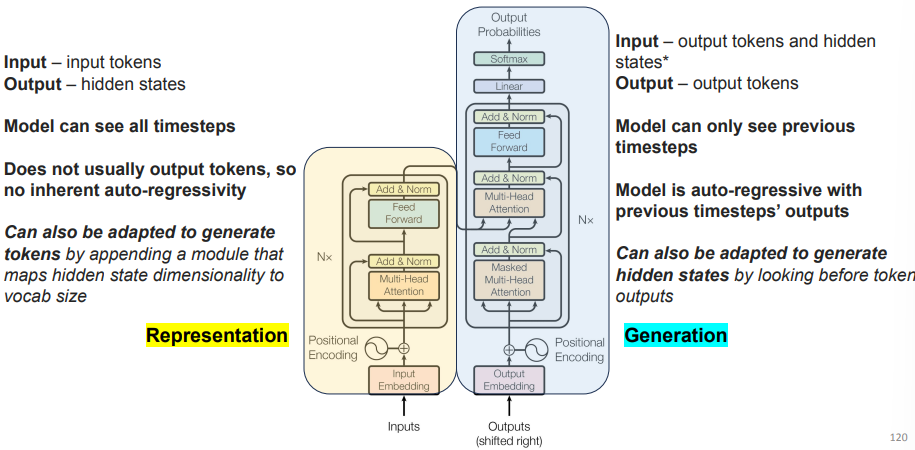 Input – input tokens
Output – hidden states
Model can see all timesteps
Does not usually output tokens, so
no inherent auto-regressivity
Can also be adapted to generate
tokens by appending a module that
maps hidden state dimensionality to
vocab size
Representation
Output
Probabilities
Softmax
Linear
Add & Norm
Feed
Forward
Add & Norm
Multi-Head
Attention
Nx
Add & Norm
Masked
Multi-Head
Attention
Positional
Encoding
Output
Embedding
Outputs
(shifted right)
Add & Norm
Feed
Forward
Nx
Add & Norm
Multi-Head
Attention
Positional
Encoding
Input
Embedding
Inputs
Input – output tokens and hidden
states*
Output – output tokens
Model can only see previous
timesteps
Model is auto-regressive with
previous timesteps' outputs
Can also be adapted to generate
hidden states by looking before token
outputs
Generation
120